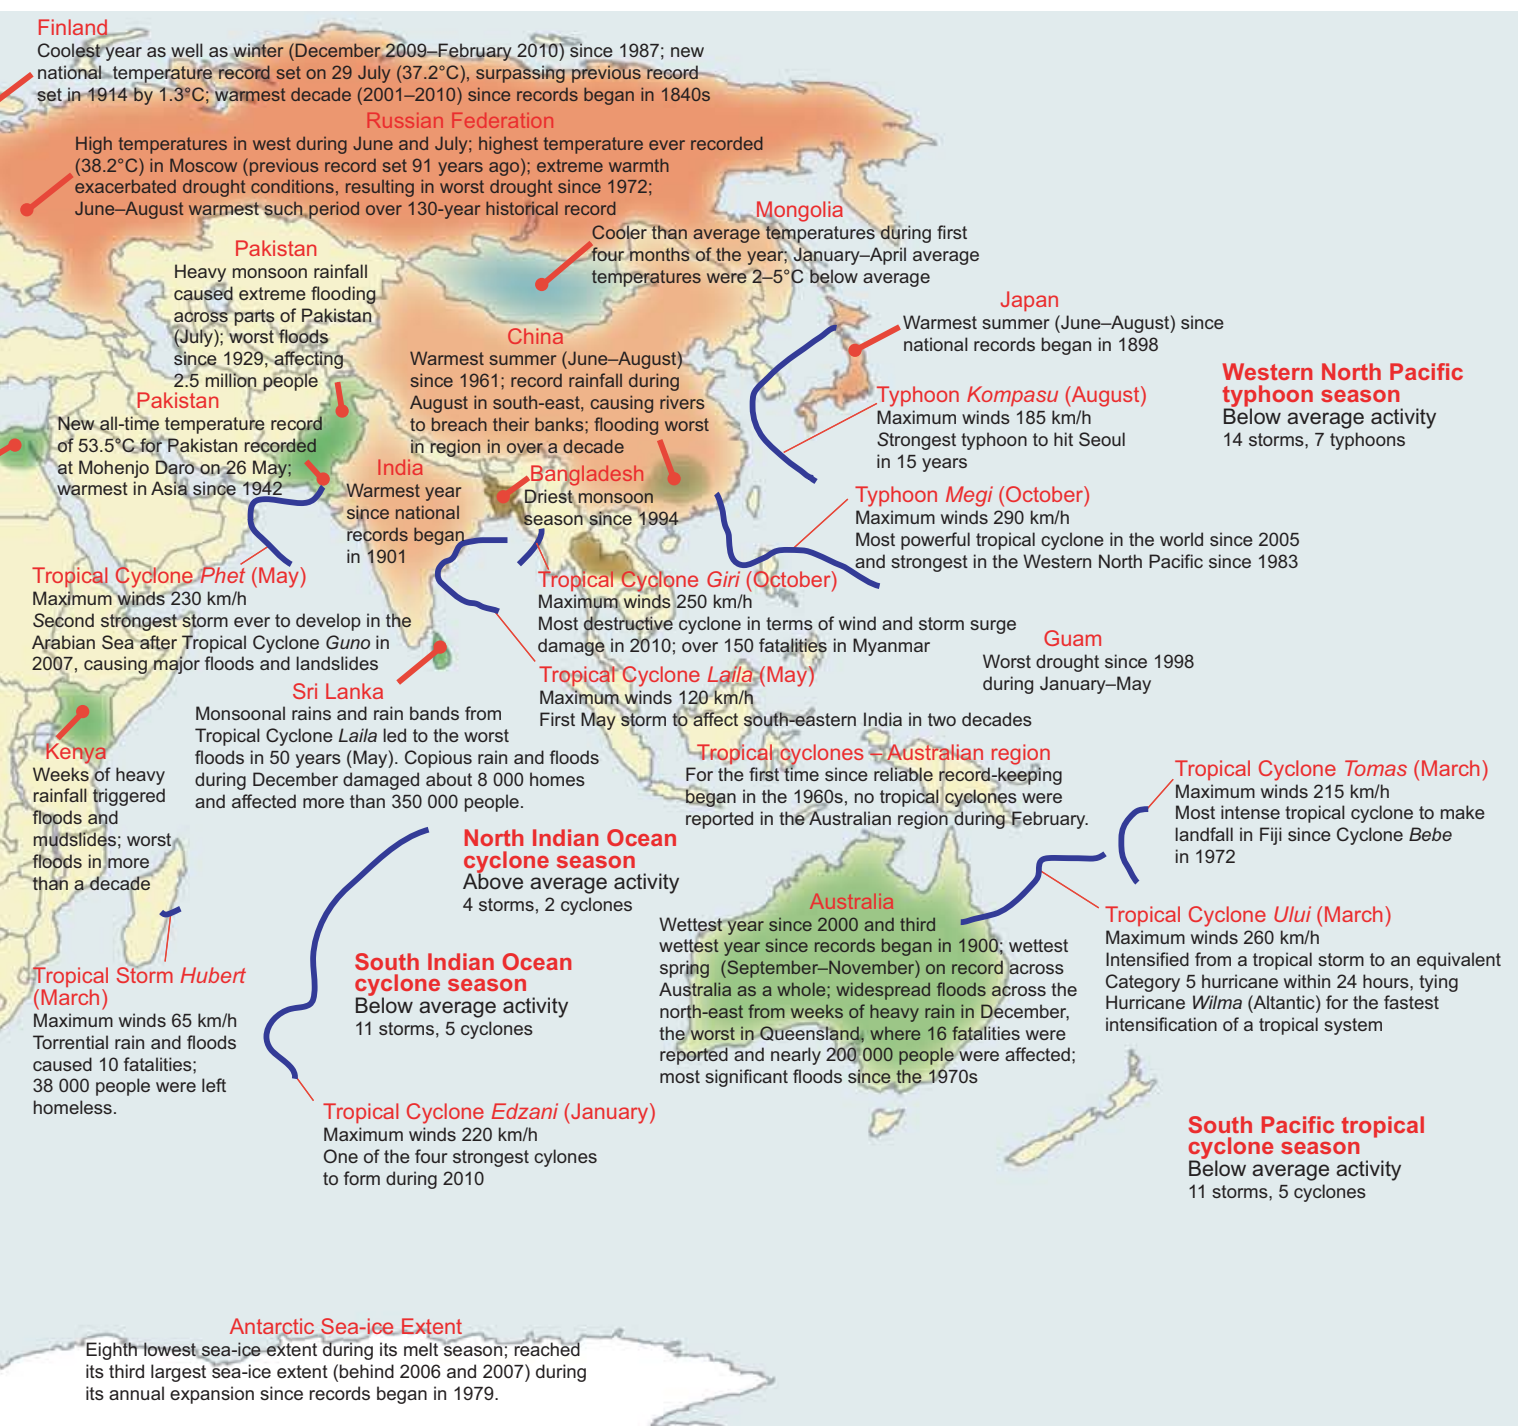 Finland
Coolest year as well as winter (December 2009–February 2010) since 1987; new
national temperature record set on 29 July (37.2°C), surpassing previous record
set in 1914 by 1.3°C; warmest decade (2001–2010) since records began in 1840s
Russian Federation
High temperatures in west during June and July; highest temperature ever recorded
(38.2°C) in Moscow (previous record set 91 years ago); extreme warmth
exacerbated drought conditions, resulting in worst drought since 1972;
June–August warmest such period over 130-year historical record
Mongolia
Cooler than average temperatures during first
four months of the year; January–April average
temperatures were 2–5°C below average
Pakistan
Heavy monsoon rainfall
caused extreme flooding
across parts of Pakistan
(July); worst floods
since 1929, affecting
2.5 million people
Japan
Warmest summer (June–August) since
national records began in 1898
China
Warmest summer (June–August)
since 1961; record rainfall during
August in south-east, causing rivers
to breach their banks; flooding worst
in region in over a decade
Western North Pacific
typhoon season
Below average activity
14 storms, 7 typhoons
Typhoon Kompasu (August)
Maximum winds 185 km/h
Strongest typhoon to hit Seoul
in 15 years
Pakistan
New all-time temperature record
of 53.5°C for Pakistan recorded
at Mohenjo Daro on 26 May;
warmest in Asia since 1942
India
Warmest year
since national
records began
in 1901
Bangladesh
Driest monsoon
season since 1994
Typhoon Megi (October)
Maximum winds 290 km/h
Most powerful tropical cyclone in the world since 2005
and strongest in the Western North Pacific since 1983
Tropical Cyclone Phet (May)
Maximum winds 230 km/h
Second strongest storm ever to develop in the
Arabian Sea after Tropical Cyclone Guno in
2007, causing major floods and landslides
Tropical Cyclone Giri (October)
Maximum winds 250 km/h
Most destructive cyclone in terms of wind and storm surge
damage in 2010; over 150 fatalities in Myanmar
Guam
Worst drought since 1998
during January–May
Tropical Cyclone Laila (May)
Maximum winds 120 km/h
First May storm to affect south-eastern India in two decades
Sri Lanka
Monsoonal rains and rain bands from
Tropical Cyclone Laila led to the worst
floods in 50 years (May). Copious rain and floods
during December damaged about 8 000 homes
and affected more than 350 000 people.
Kenya
Weeks of heavy
rainfall triggered
floods and
mudslides; worst
floods in more
than a decade
Tropical cyclones – Australian region
For the first time since reliable record-keeping
began in the 1960s, no tropical cyclones were
reported in the Australian region during February.
Tropical Cyclone Tomas (March)
Maximum winds 215 km/h
Most intense tropical cyclone to make
landfall in Fiji since Cyclone Bebe
in 1972
North Indian Ocean
cyclone season
Above average activity
4 storms, 2 cyclones
Australia
Wettest year since 2000 and third
wettest year since records began in 1900; wettest
spring (September–November) on record across
Australia as a whole; widespread floods across the
north-east from weeks of heavy rain in December,
the worst in Queensland, where 16 fatalities were
reported and nearly 200 000 people were affected;
most significant floods since the 1970s
Tropical Cyclone Ului (March)
Maximum winds 260 km/h
Intensified from a tropical storm to an equivalent
Category 5 hurricane within 24 hours, tying
Hurricane Wilma (Altantic) for the fastest
intensification of a tropical system
South Indian Ocean
cyclone season
Below average activity
11 storms, 5 cyclones
Tropical Storm Hubert
(March)
Maximum winds 65 km/h
Torrential rain and floods
caused 10 fatalities;
38 000 people were left
homeless.
Tropical Cyclone Edzani (January)
Maximum winds 220 km/h
One of the four strongest cylones
to form during 2010
South Pacific tropical
cyclone season
Below average activity
11 storms, 5 cyclones
Antarctic Sea-ice Extent
Eighth lowest sea-ice extent during its melt season; reached
its third largest sea-ice extent (behind 2006 and 2007) during
its annual expansion since records began in 1979.